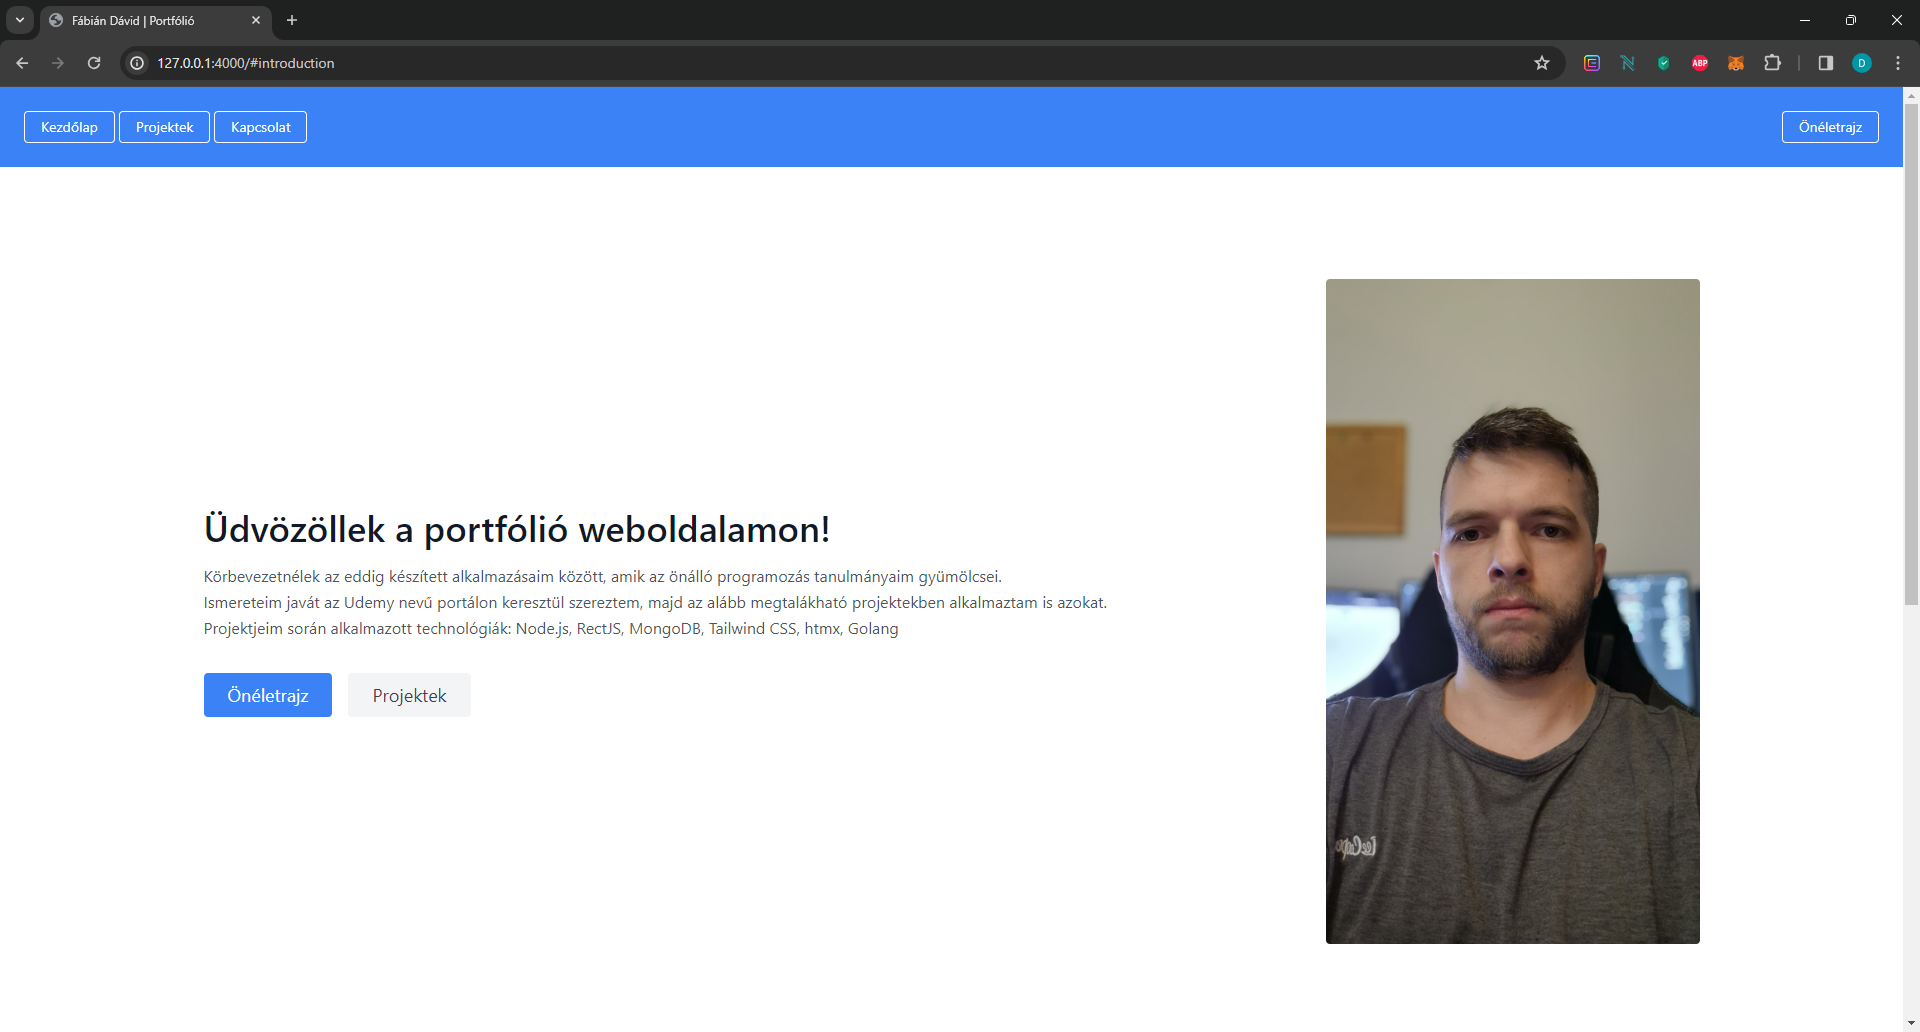 Fábián Dávid | Portfólió
127.0.0.1:4000/#introduction
ABP
D
Kezdőlap
Projektek
Kapcsolat
Önéletrajz
Üdvözöllek a portfólió weboldalamon!
Körbevezetnélek az eddig készített alkalmazásaim között, amik az önálló programozás tanulmányaim gyümölcsei.
Ismereteim javát az Udemy nevű portálon keresztül szereztem, majd az alább megtalákható projektekben alkalmaztam is azokat.
Projektjeim során alkalmazott technológiák: Node.js, RectJS, MongoDB, Tailwind CSS, htmx, Golang
Önéletrajz
Projektek